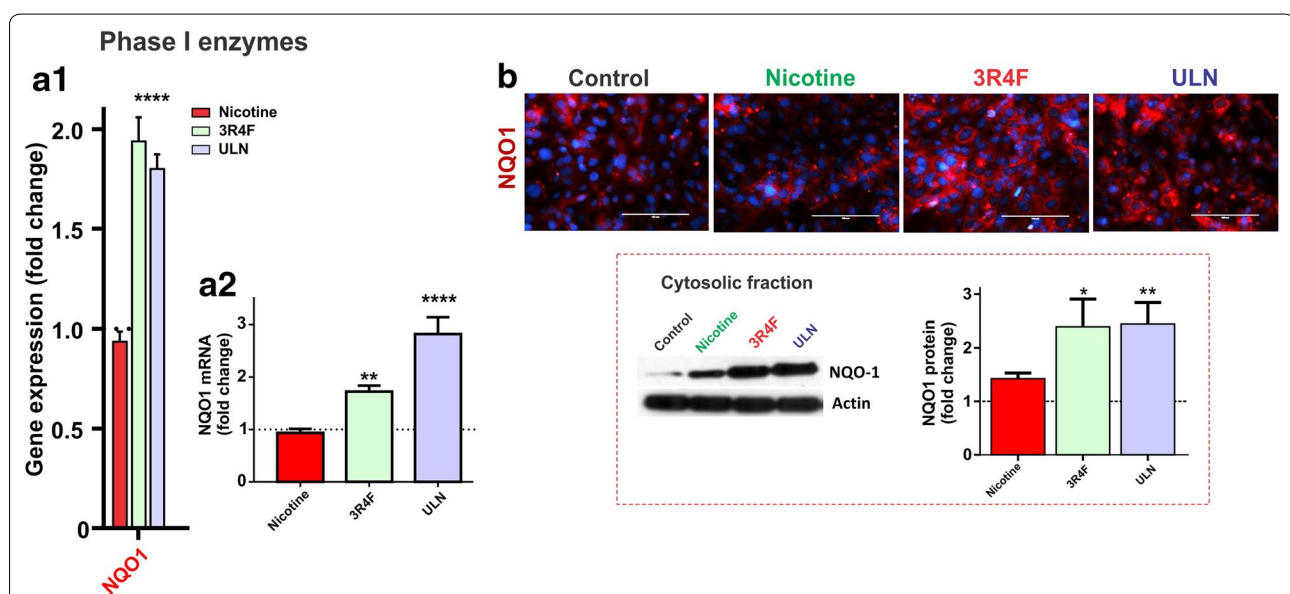 Phase I enzymes
a1
Gene expression (fold change)
2.0
1.5
1.0
0.5
0
****
Nicotine
3R4F
ULN
NQO1
a2
NQO1 mRNA
(fold change)
3
2
1
0
**
****
Nicotine
3R4F
ULN
b
Control
Nicotine
3R4F
ULN
NQO1
Cytosolic fraction
Control
Nicotine
3R4F
ULN
NQO-1
Actin
NQO1 protein
(fold change)
3
2
1
0
*
**
Nicotine
3R4F
ULN